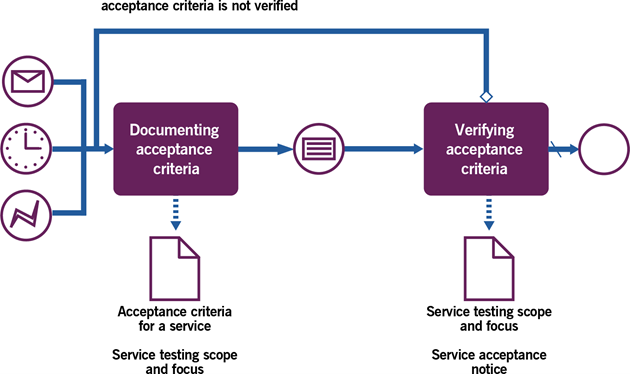 acceptance criteria is not verified
Documenting
acceptance
criteria
Verifying
acceptance
criteria
Acceptance criteria
for a service
Service testing scope
and focus
Service testing scope
and focus
Service acceptance
notice